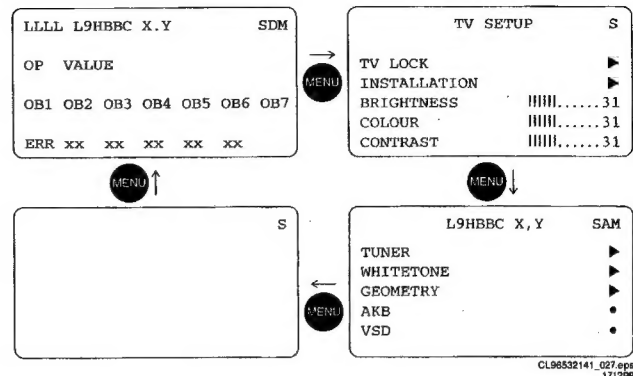 LLLL L9HBBC X.Y SDM
OP VALUE
OB1 OB2 OB3 OB4 OB5 OB6 OB7
ERR xx xx xx xx xx
MENU
TV SETUP S
TV LOCK
INSTALLATION
BRIGHTNESS ......31
COLOUR ......31
CONTRAST ......31
MENU
MENU
S
MENU
L9HBBC X,Y SAM
TUNER
WHITETONE
GEOMETRY
AKB
VSD
CL96532141_027.eps
171299